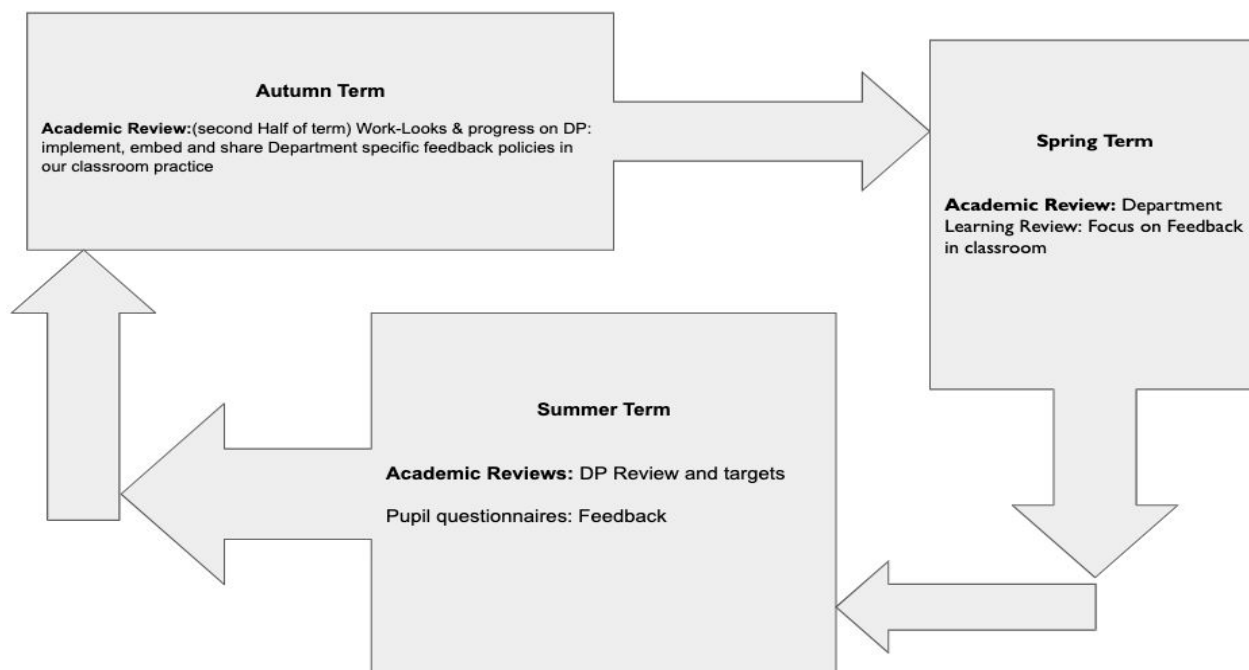 Autumn Term
Academic Review:(second Half of term) Work-Looks & progress on DP:
implement, embed and share Department specific feedback policies in
our classroom practice
Spring Term
Academic Review: Department
Learning Review: Focus on Feedback
in classroom
Summer Term
Academic Reviews: DP Review and targets
Pupil questionnaires: Feedback